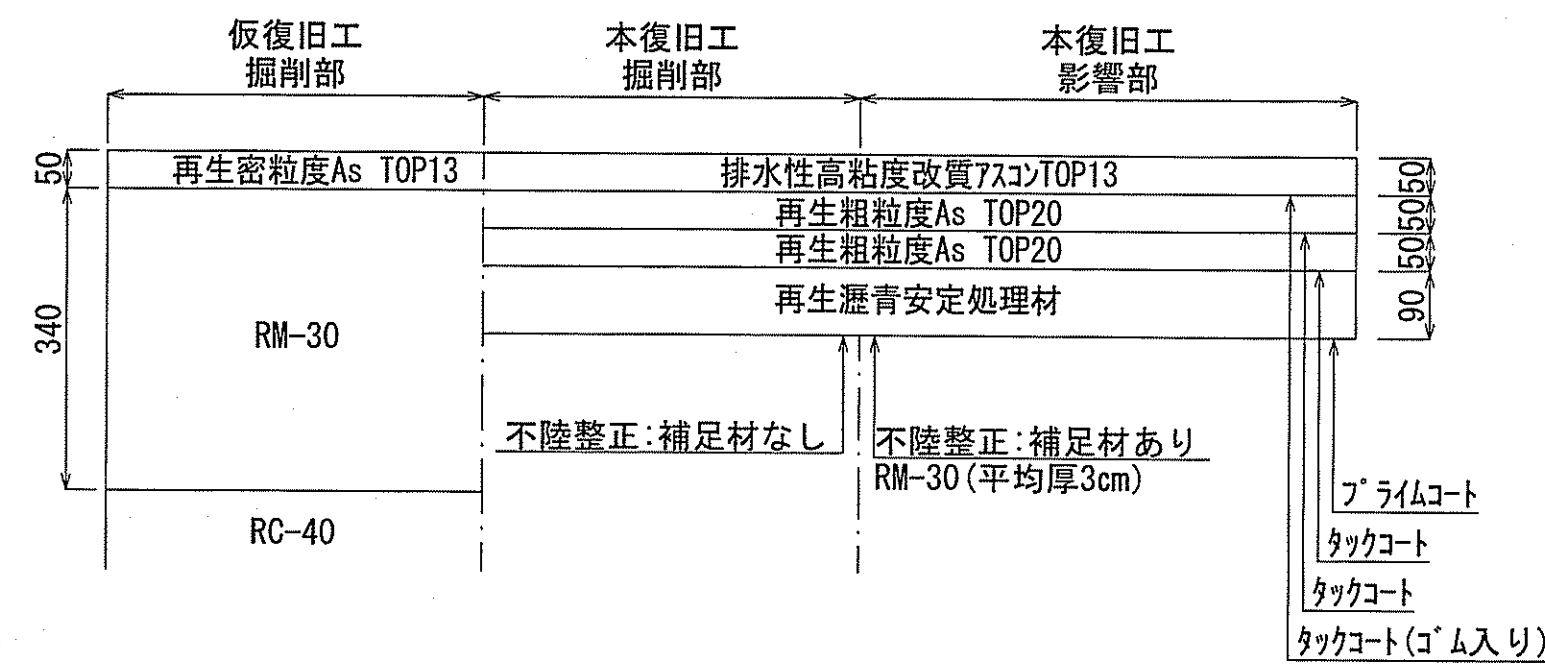 仮復旧工
掘削部
本復旧工
掘削部
本復旧工
影響部
50
再生密粒度As TOP13
排水性高粘度改質アスコンTOP13
50
再生粗粒度As TOP20
50
再生粗粒度As TOP20
50
340
RM-30
再生瀝青安定処理材
90
不陸整正:補足材なし
不陸整正:補足材あり
RM-30(平均厚3cm)
RC-40
プライムコート
タックコート
タックコート
タックコート(ゴム入り)